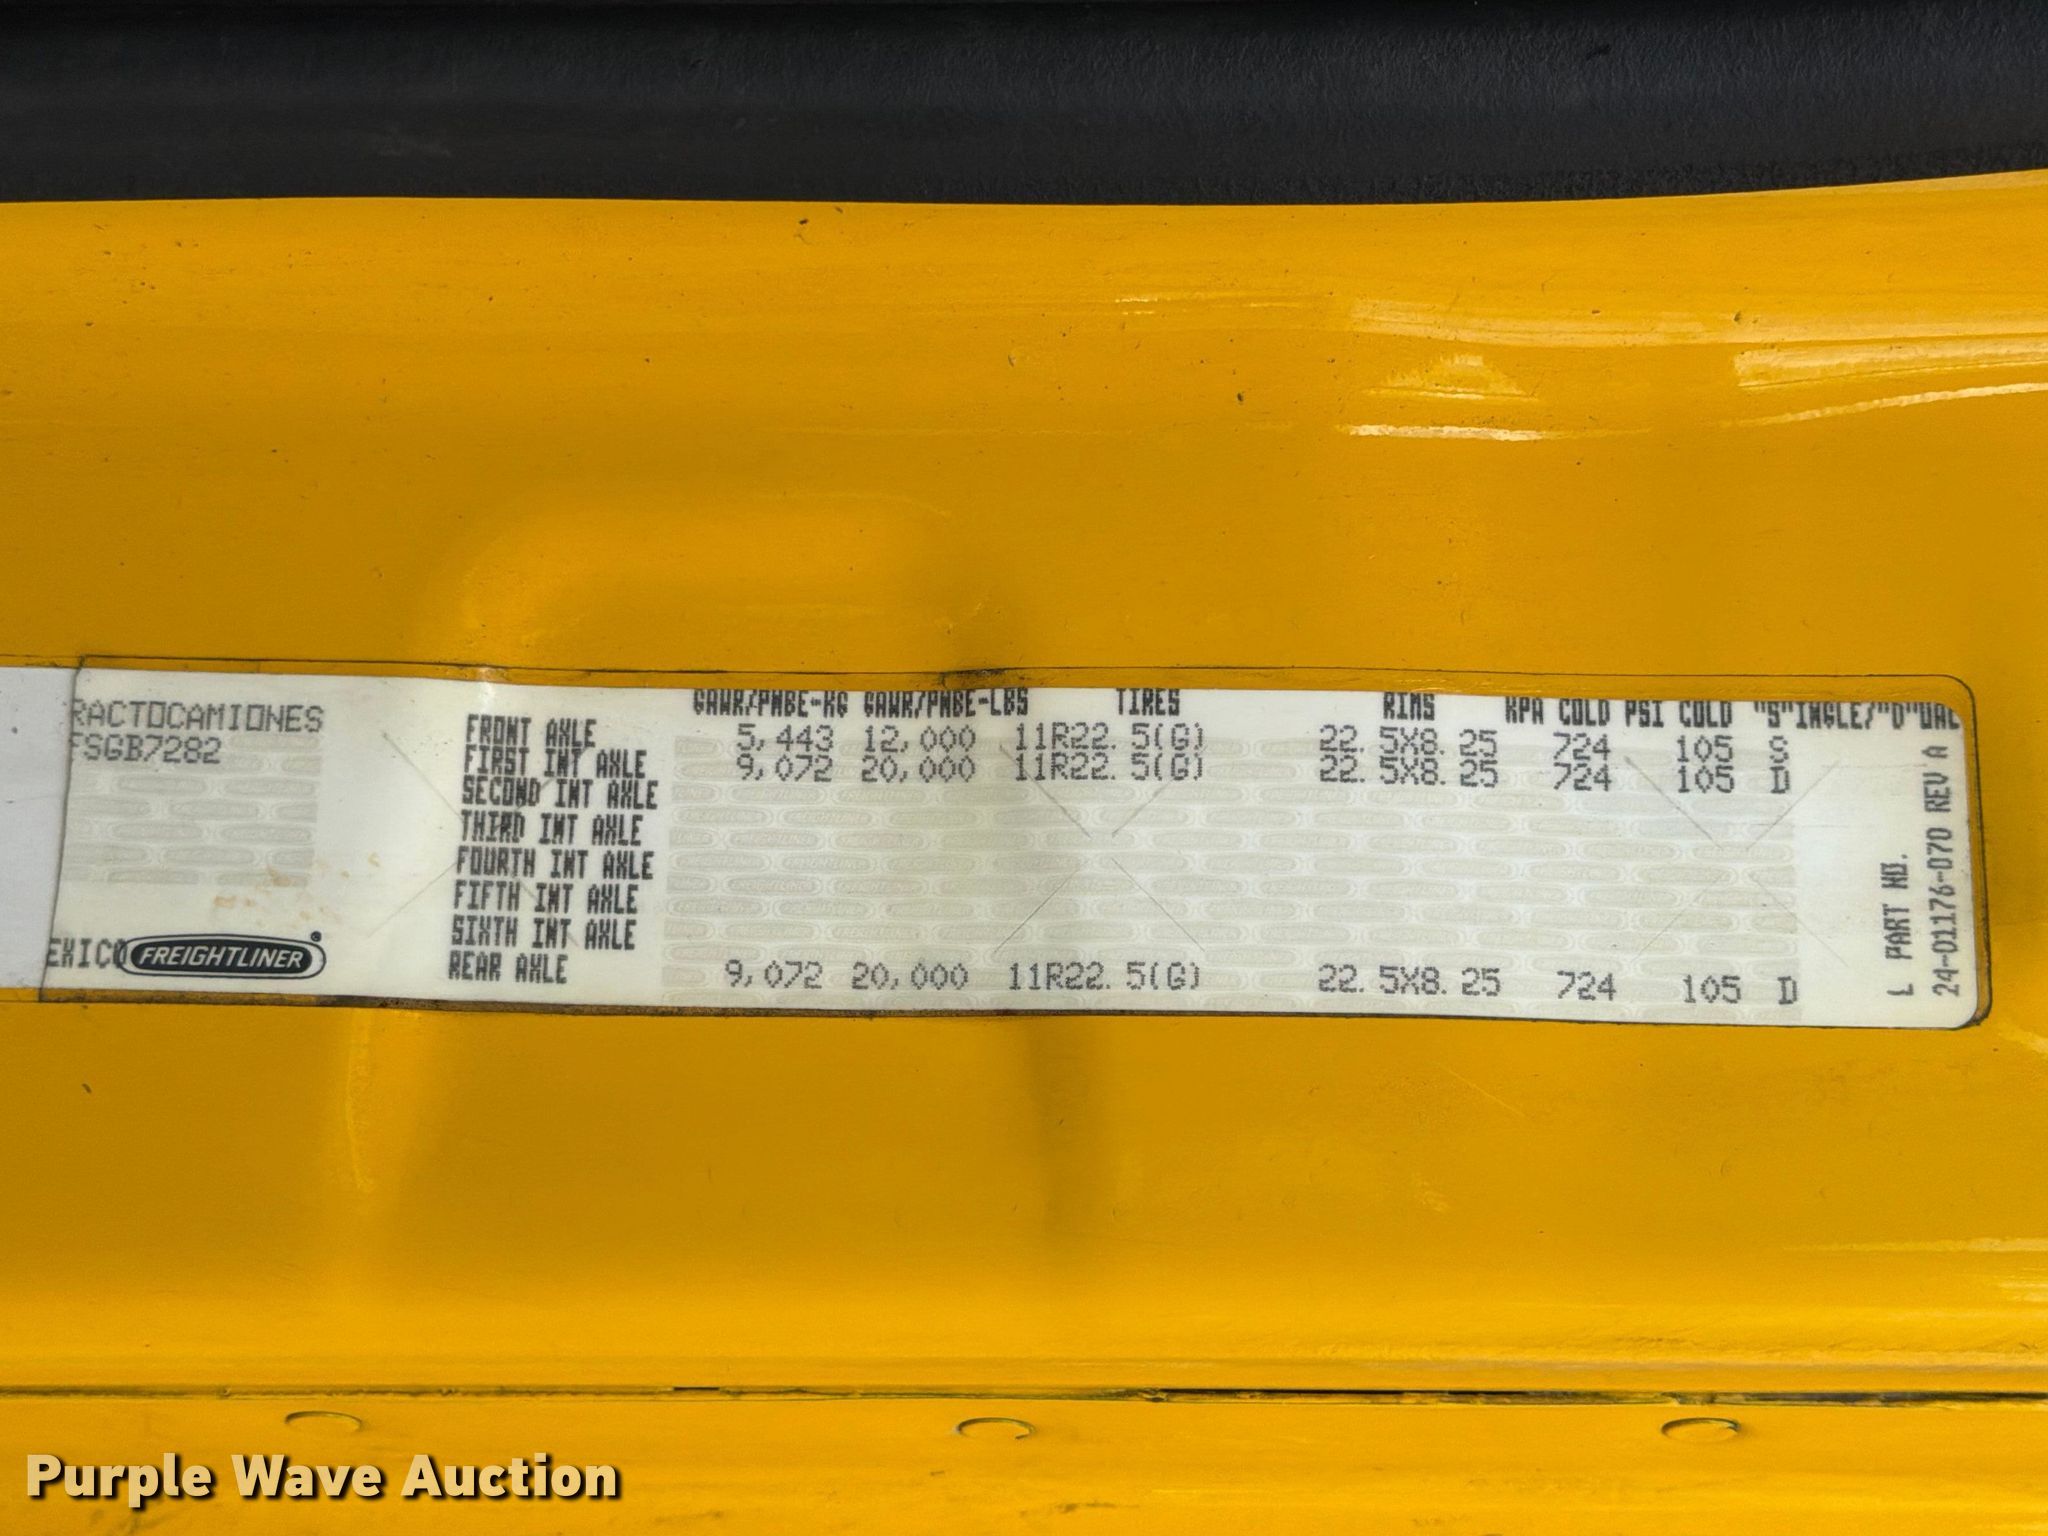 RACTOCAMIONES
FSGB7282
EXICO FREIGHTLINER
GAWR/PNBE-KG GAWR/PNBE-LBS TIRES RIMS KPA COLD PSI COLD "S"INGLE/"D"UAL
FRONT AXLE 5,443 12,000 11R22.5(G) 22.5X8.25 724 105 S
FIRST INT AXLE 9,072 20,000 11R22.5(G) 22.5X8.25 724 105 D
SECOND INT AXLE
THIRD INT AXLE
FOURTH INT AXLE
FIFTH INT AXLE
SIXTH INT AXLE
REAR AXLE 9,072 20,000 11R22.5(G) 22.5X8.25 724 105 D
L PART NO.
24-01176-070 REV A
Purple Wave Auction